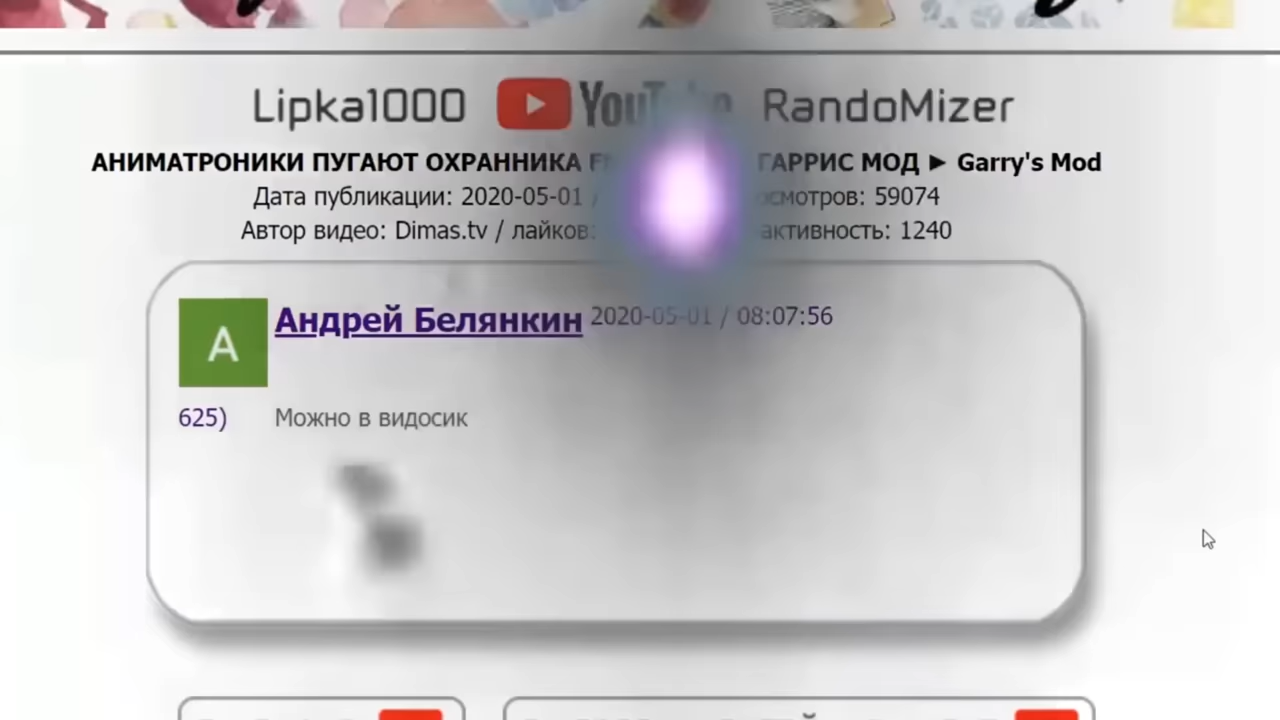 Lipka1000 YouTube RandoMizer
АНИМАТРОНИКИ ПУГАЮТ ОХРАННИКА ГАРРИС МОД ► Garry's Mod
Дата публикации: 2020-05-01 / 59074
Автор видео: Dimas.tv / лайков: активность: 1240
A
Андрей Белянкин 2020-05-01 / 08:07:56
625) Можно в видосик